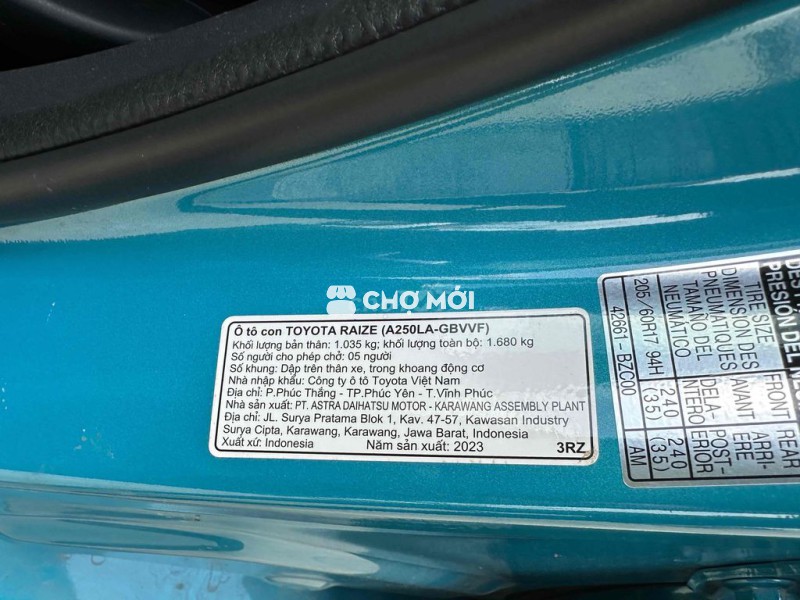 CHỢ MỚI
Ô tô con TOYOTA RAIZE (A250LA-GBVVF)
Khối lượng bản thân: 1.035 kg; khối lượng toàn bộ: 1.680 kg
Số người cho phép chở: 05 người
Số khung: Dập trên thân xe, trong khoang động cơ
Nhà nhập khẩu: Công ty ô tô Toyota Việt Nam
Địa chỉ: P.Phúc Thắng - TP.Phúc Yên - T.Vĩnh Phúc
Nhà sản xuất: PT. ASTRA DAIHATSU MOTOR - KARAWANG ASSEMBLY PLANT
Địa chỉ: JL. Surya Pratama Blok 1, Kav. 47-57, Kawasan Industry
Surya Cipta, Karawang, Karawang, Jawa Barat, Indonesia
Xuất xứ: Indonesia Năm sản xuất: 2023 3RZ
PRESIÓN DEL
TIRE SIZE FRONT REAR
DIMENSION DES AVANT ARRI-
PNEUMATIQUES ERE
TAMAÑO DEL DELA- POST-
NEUMÁTICO NTERO ERIOR
205/60R17 94H 240 240
(35) (35)
42661-BZ000 AM